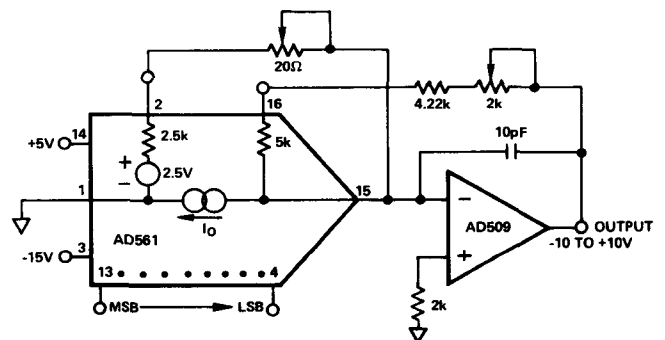 20Ω
2
16
4.22k
2k
14
+5V
2.5k
5k
10pF
+
−
2.5V
1
15
−
I₀
AD561
AD509
OUTPUT
-10 TO +10V
3
-15V
+
13
4
MSB
LSB
2k